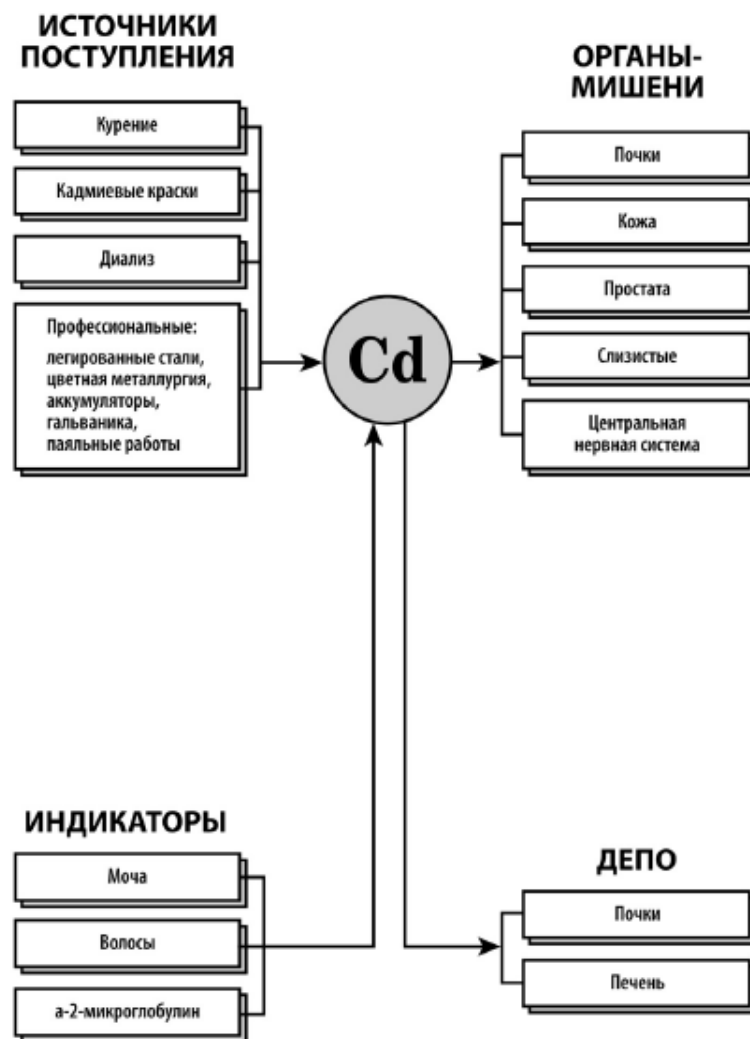 ИСТОЧНИКИ
ПОСТУПЛЕНИЯ
Курение
Кадмиевые краски
Диализ
Профессиональные:
легированные стали,
цветная металлургия,
аккумуляторы,
гальваника,
паяльные работы
Cd
ОРГАНЫ-
МИШЕНИ
Почки
Кожа
Простата
Слизистые
Центральная
нервная система
ИНДИКАТОРЫ
Моча
Волосы
а-2-микроглобулин
ДЕПО
Почки
Печень